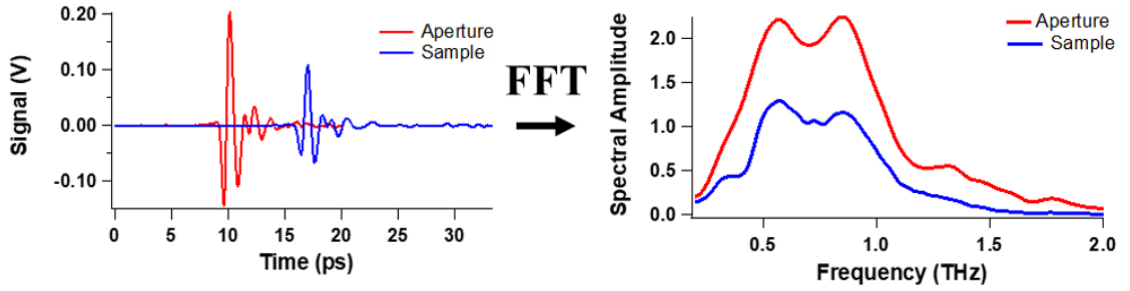 0.20
0.10
0.00
-0.10
Signal (V)
Aperture
Sample
0 5 10 15 20 25 30
Time (ps)
FFT
2.0
1.5
1.0
0.5
0.0
Spectral Amplitude
Aperture
Sample
0.5 1.0 1.5 2.0
Frequency (THz)